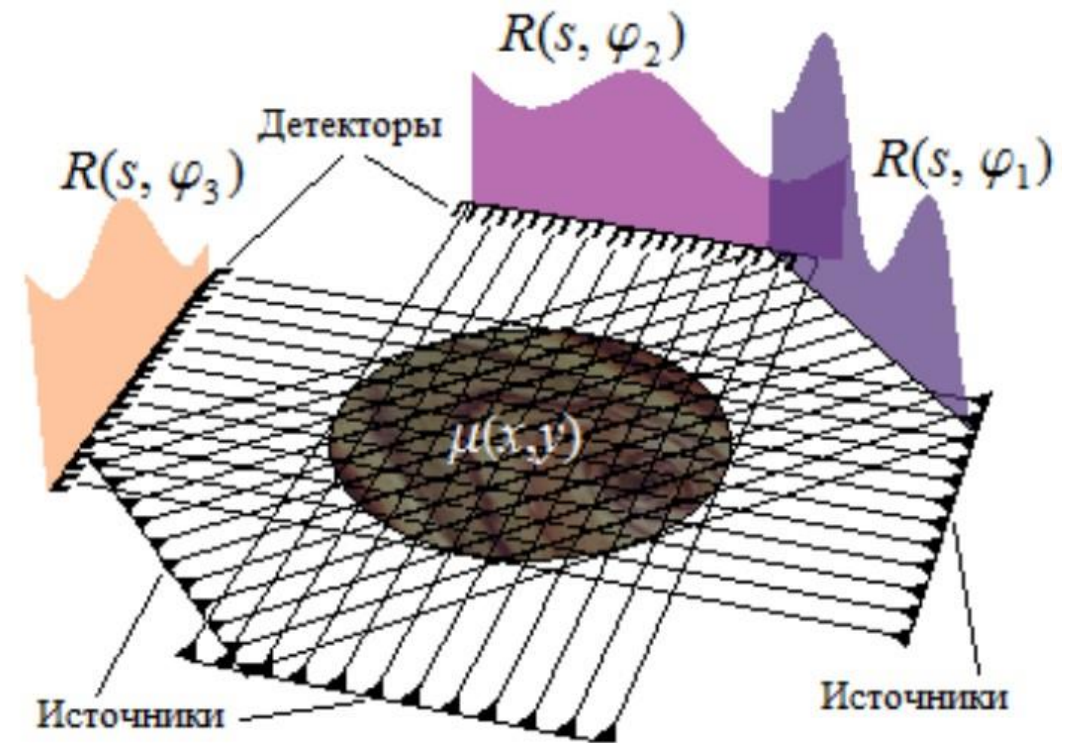 R(s, φ₂)
Детекторы
R(s, φ₃)
R(s, φ₁)
μ(x,y)
Источники
Источники